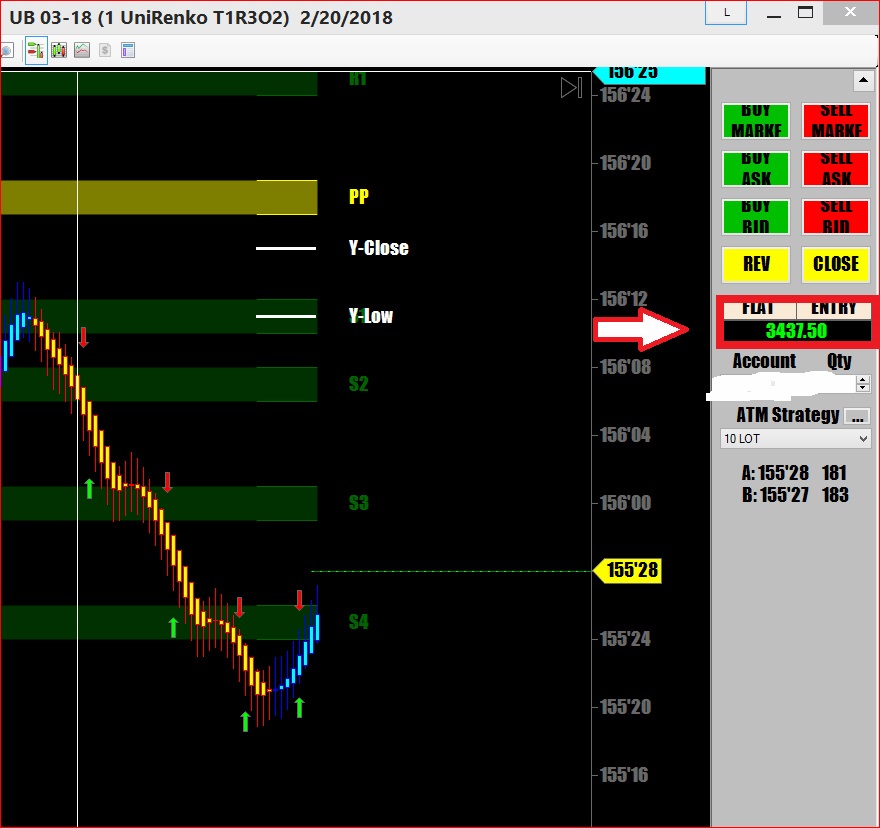 UB 03-18 (1 UniRenko T1R3O2) 2/20/2018
L
156'25
R1
156'24
BUY MARKE
SELL MARKE
156'20
BUY ASK
SELL ASK
PP
156'16
BUY BID
SELL BID
Y-Close
REV
CLOSE
156'12
FLAT
ENTRY
Y-Low
3437.50
156'08
Account
Qty
S2
ATM Strategy
...
156'04
10 LOT
A: 155'28 181
B: 155'27 183
S3
156'00
155'28
S4
155'24
155'20
155'16